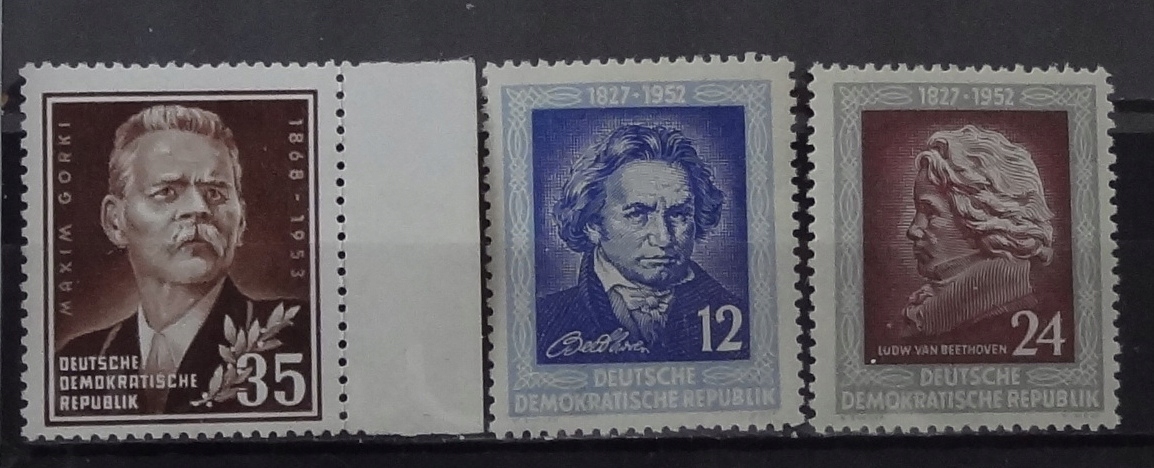 MAXIM GORKI
1868 - 1953
DEUTSCHE
DEMOKRATISCHE
REPUBLIK
35
1827 - 1952
Beethoven
12
DEUTSCHE
DEMOKRATISCHE REPUBLIK
1827 - 1952
LUDW VAN BEETHOVEN
24
DEUTSCHE
DEMOKRATISCHE REPUBLIK